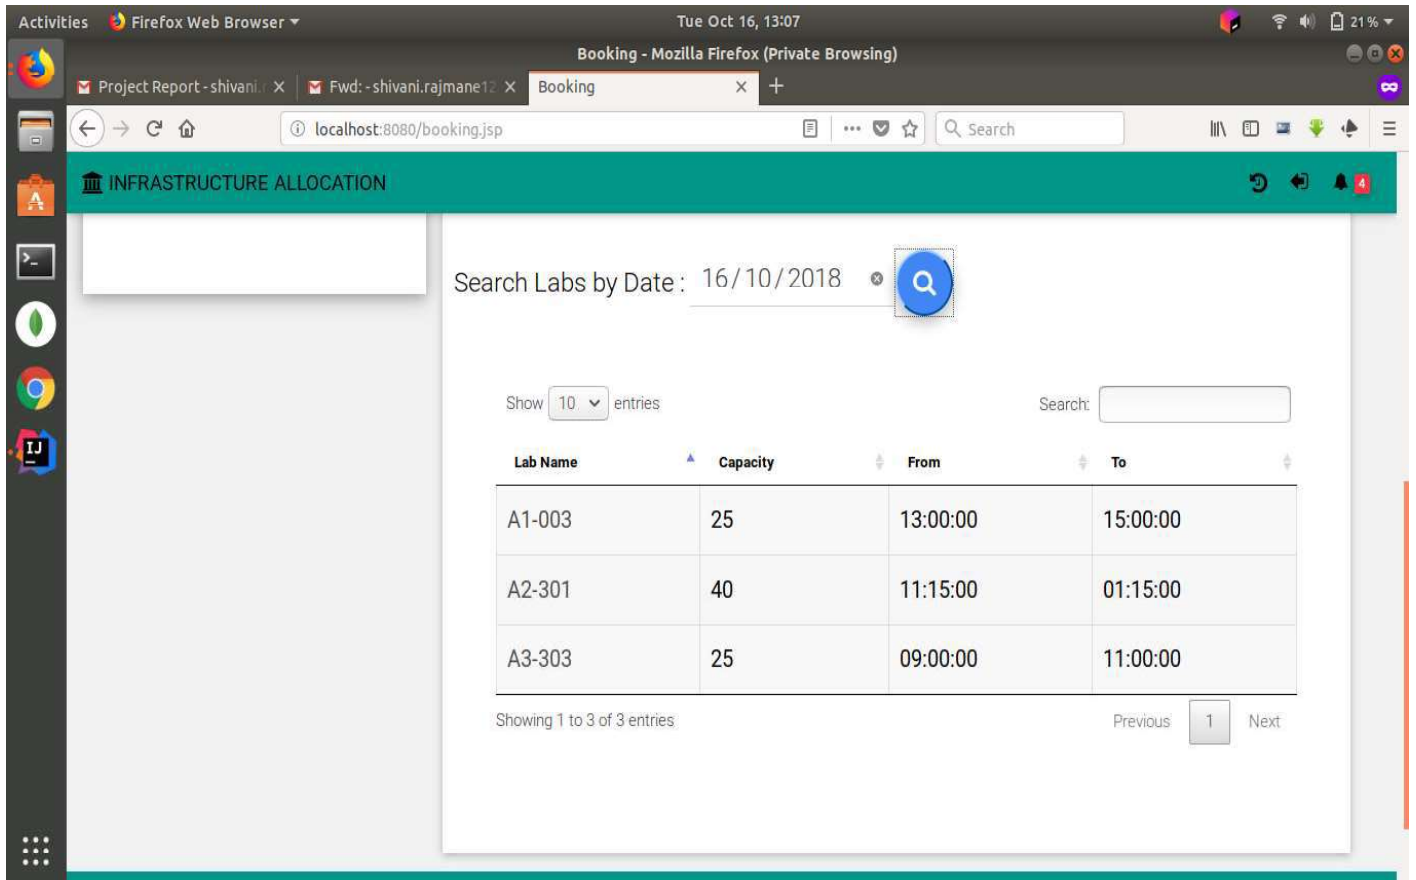 Activities Firefox Web Browser Tue Oct 16, 13:07 21%
Booking - Mozilla Firefox (Private Browsing)
Project Report - shivani.r Fwd: - shivani.rajmane12 Booking
localhost:8080/booking.jsp Search
INFRASTRUCTURE ALLOCATION 4
Search Labs by Date : 16/10/2018
Show 10 entries Search:
Lab Name Capacity From To
A1-003 25 13:00:00 15:00:00
A2-301 40 11:15:00 01:15:00
A3-303 25 09:00:00 11:00:00
Showing 1 to 3 of 3 entries Previous 1 Next